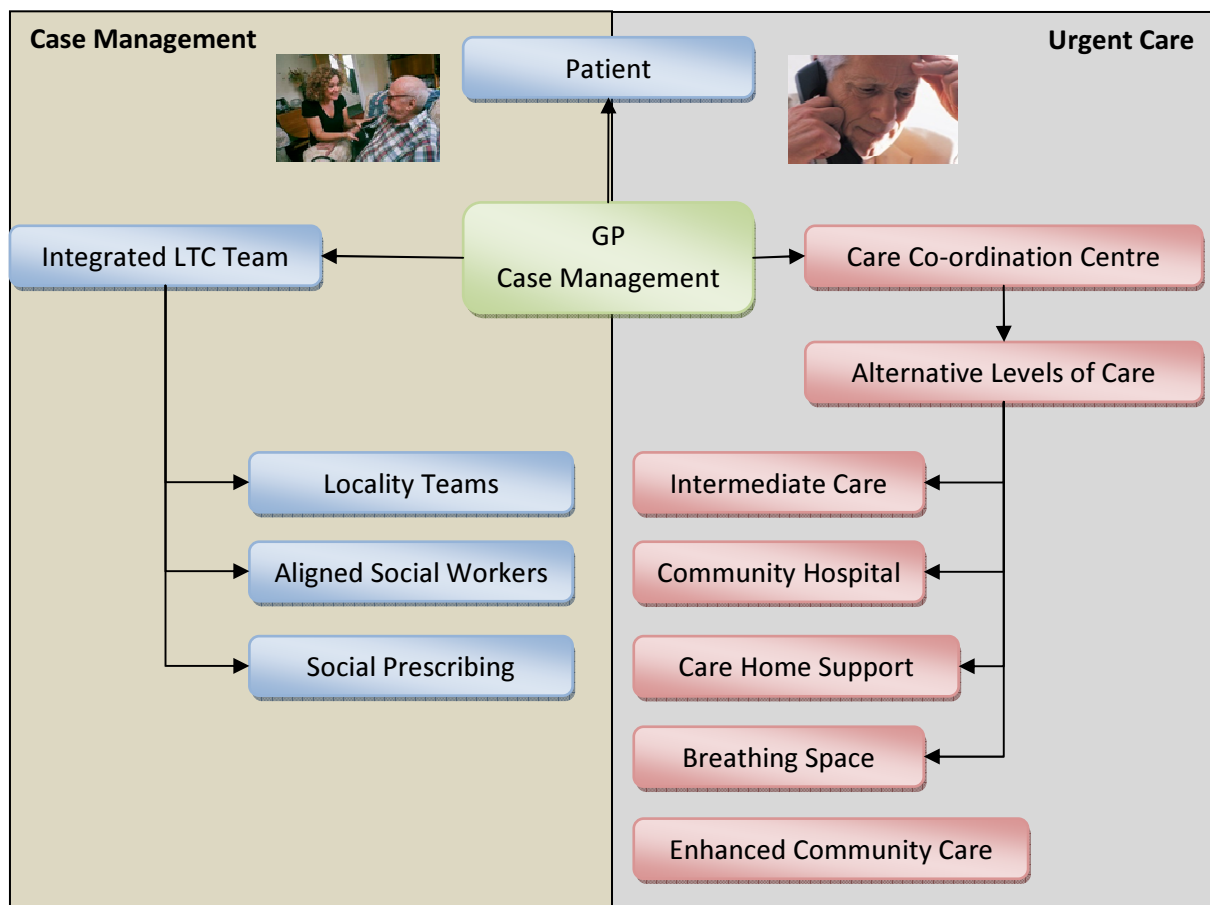 Case Management
Urgent Care
Patient
GP
Case Management
Integrated LTC Team
Care Co-ordination Centre
Alternative Levels of Care
Locality Teams
Aligned Social Workers
Social Prescribing
Intermediate Care
Community Hospital
Care Home Support
Breathing Space
Enhanced Community Care